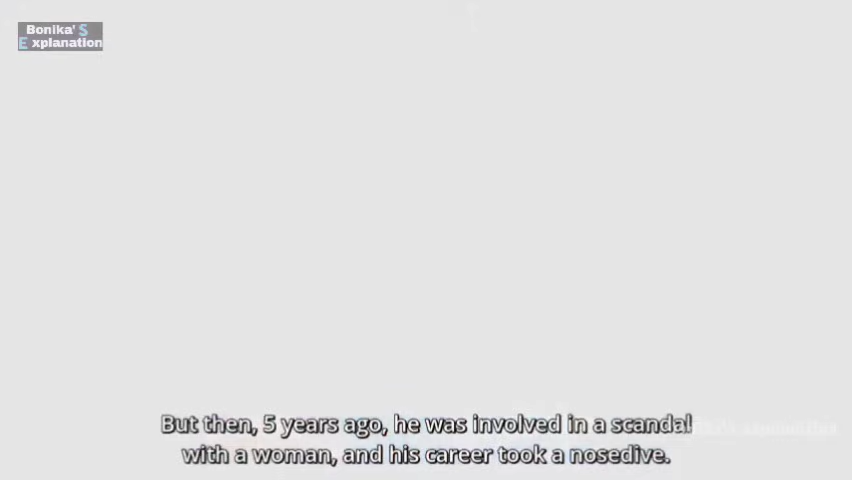 Bonika's
Explanation
But then, 5 years ago, he was involved in a scandal
with a woman, and his career took a nosedive.